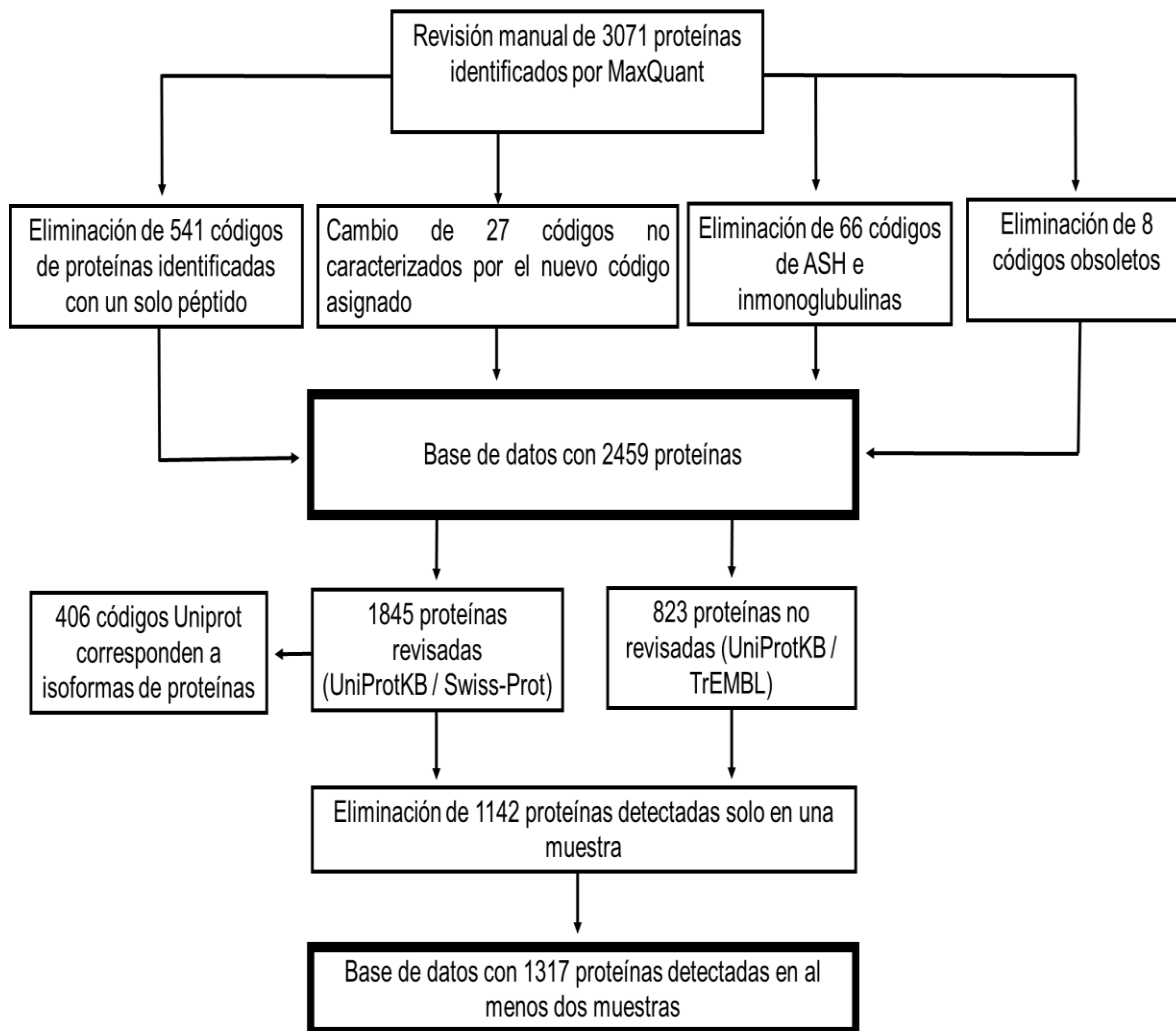 Revisión manual de 3071 proteínas
identificados por MaxQuant
Eliminación de 541 códigos
de proteínas identificadas
con un solo péptido
Cambio de 27 códigos no
caracterizados por el nuevo código
asignado
Eliminación de 66 códigos
de ASH e
inmonoglubulinas
Eliminación de 8
códigos obsoletos
Base de datos con 2459 proteínas
406 códigos Uniprot
corresponden a
isoformas de proteínas
1845 proteínas
revisadas
(UniProtKB / Swiss-Prot)
823 proteínas no
revisadas (UniProtKB /
TrEMBL)
Eliminación de 1142 proteínas detectadas solo en una
muestra
Base de datos con 1317 proteínas detectadas en al
menos dos muestras